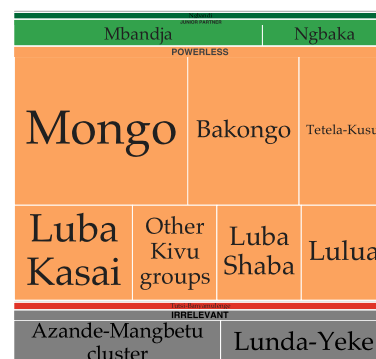 Ngbandi
JUNIOR PARTNER
Mbandja Ngbaka
POWERLESS
Mongo Bakongo Tetela-Kusu
Luba
Kasai
Other
Kivu
groups
Luba
Shaba
Lulua
Tutsi-Banyamulenge
IRRELEVANT
Azande-Mangbetu
cluster
Lunda-Yeke